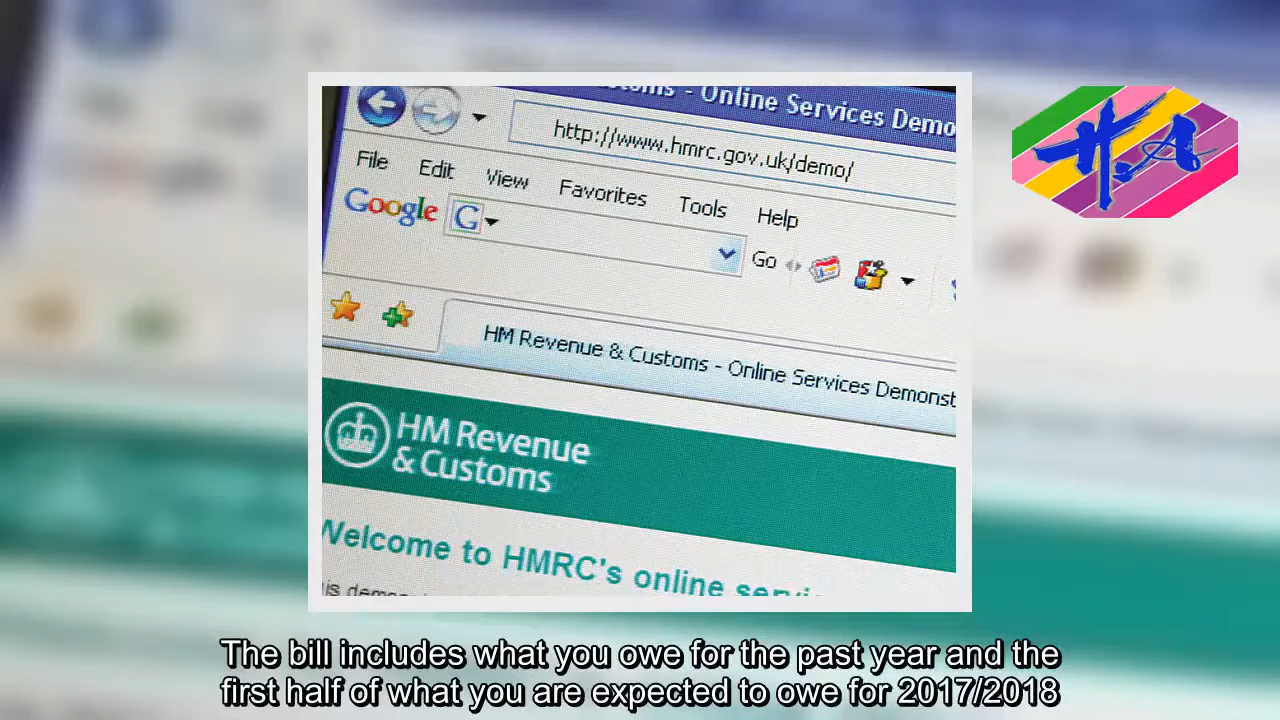 toms - Online Services Demo
http://www.hmrc.gov.uk/demo/
File Edit View Favorites Tools Help
Google G Go
HM Revenue & Customs - Online Services Demonst
HM Revenue
& Customs
Welcome to HMRC's online servi
H.A
The bill includes what you owe for the past year and the
first half of what you are expected to owe for 2017/2018